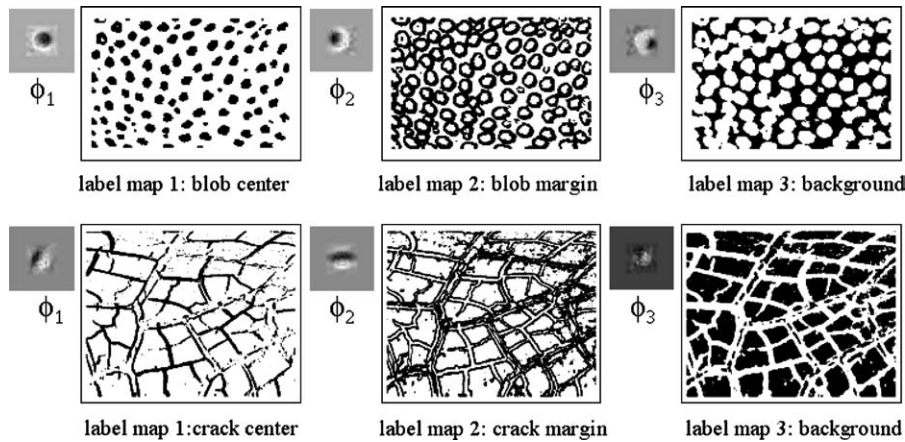 ϕ1
ϕ2
ϕ3
label map 1: blob center
label map 2: blob margin
label map 3: background
ϕ1
ϕ2
ϕ3
label map 1:crack center
label map 2: crack margin
label map 3: background